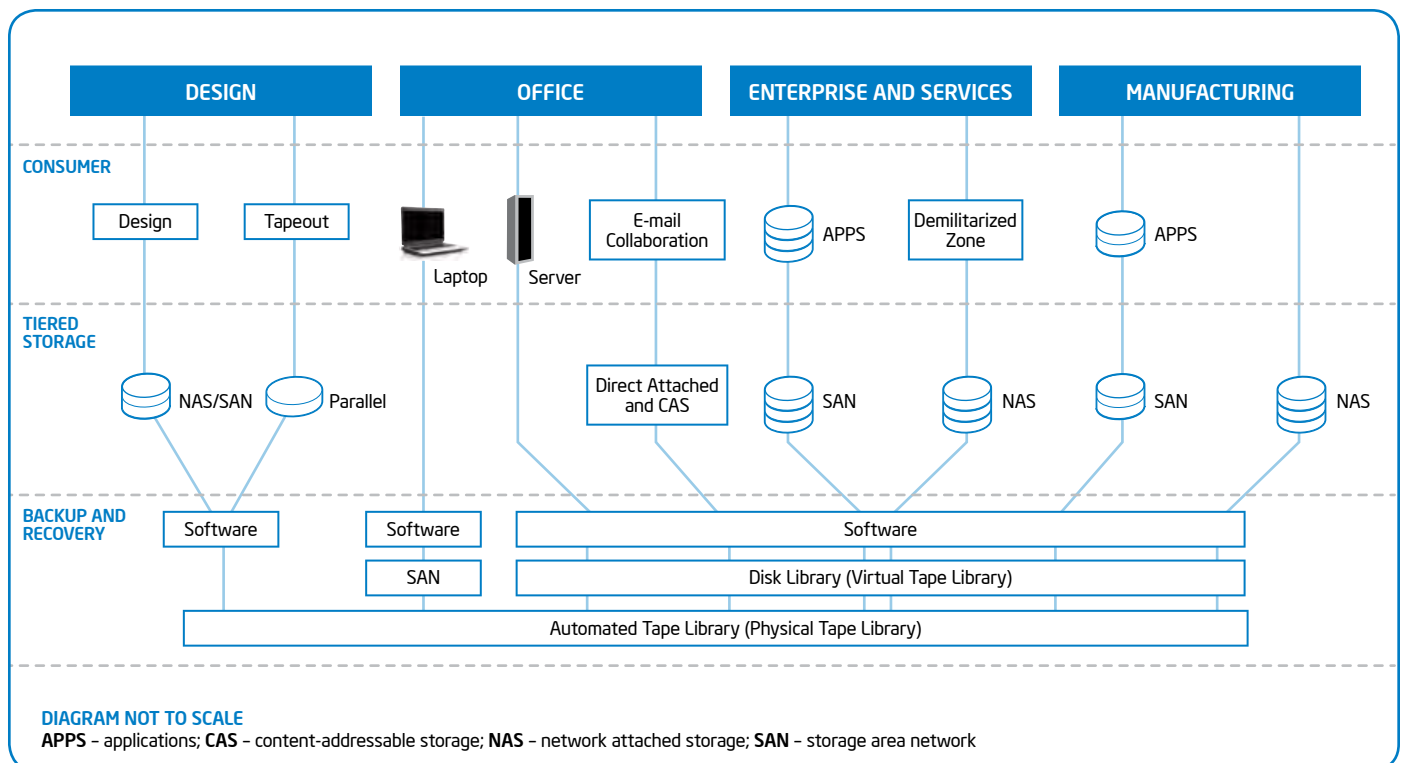 DESIGN
OFFICE
ENTERPRISE AND SERVICES
MANUFACTURING
CONSUMER
Design
Tapeout
Laptop
Server
E-mail
Collaboration
APPS
Demilitarized
Zone
APPS
TIERED
STORAGE
NAS/SAN
Parallel
Direct Attached
and CAS
SAN
NAS
SAN
NAS
BACKUP AND
RECOVERY
Software
Software
Software
SAN
Disk Library (Virtual Tape Library)
Automated Tape Library (Physical Tape Library)
DIAGRAM NOT TO SCALE
APPS – applications; CAS – content-addressable storage; NAS – network attached storage; SAN – storage area network